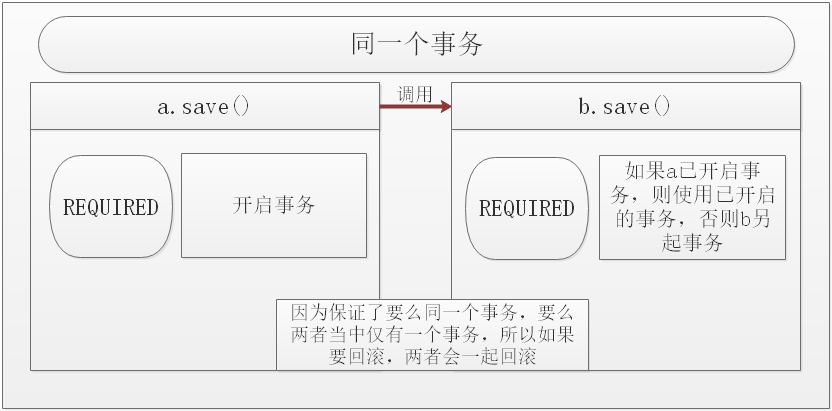 同一个事务
a.save()
调用
b.save()
REQUIRED
开启事务
REQUIRED
如果a已开启事
务，则使用已开启
的事务，否则b另
起事务
因为保证了要么同一个事务，要么
两者当中仅有一个事务，所以如果
要回滚，两者会一起回滚